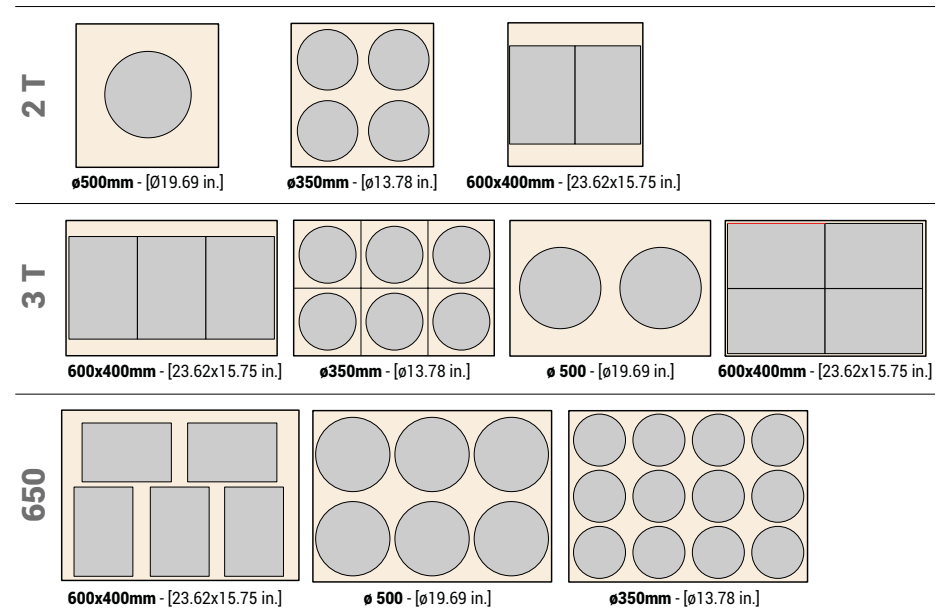 2 T
ø500mm - [Ø19.69 in.]
ø350mm - [ø13.78 in.]
600x400mm - [23.62x15.75 in.]
3 T
600x400mm - [23.62x15.75 in.]
ø350mm - [ø13.78 in.]
ø 500 - [ø19.69 in.]
600x400mm - [23.62x15.75 in.]
650
600x400mm - [23.62x15.75 in.]
ø 500 - [ø19.69 in.]
ø350mm - [ø13.78 in.]